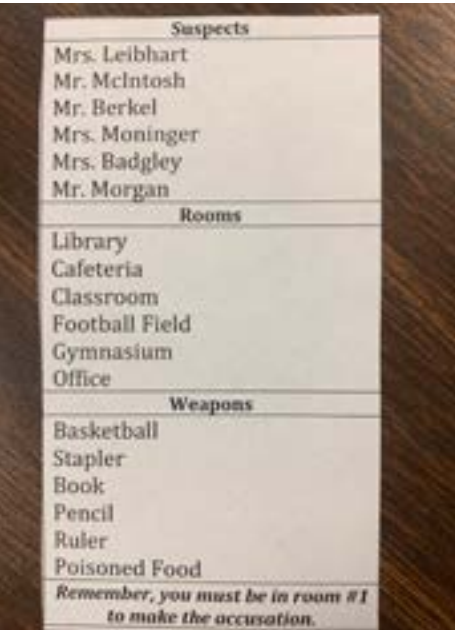 Suspects
Mrs. Leibhart
Mr. McIntosh
Mr. Berkel
Mrs. Moninger
Mrs. Badgley
Mr. Morgan
Rooms
Library
Cafeteria
Classroom
Football Field
Gymnasium
Office
Weapons
Basketball
Stapler
Book
Pencil
Ruler
Poisoned Food
Remember, you must be in room #1
to make the accusation.